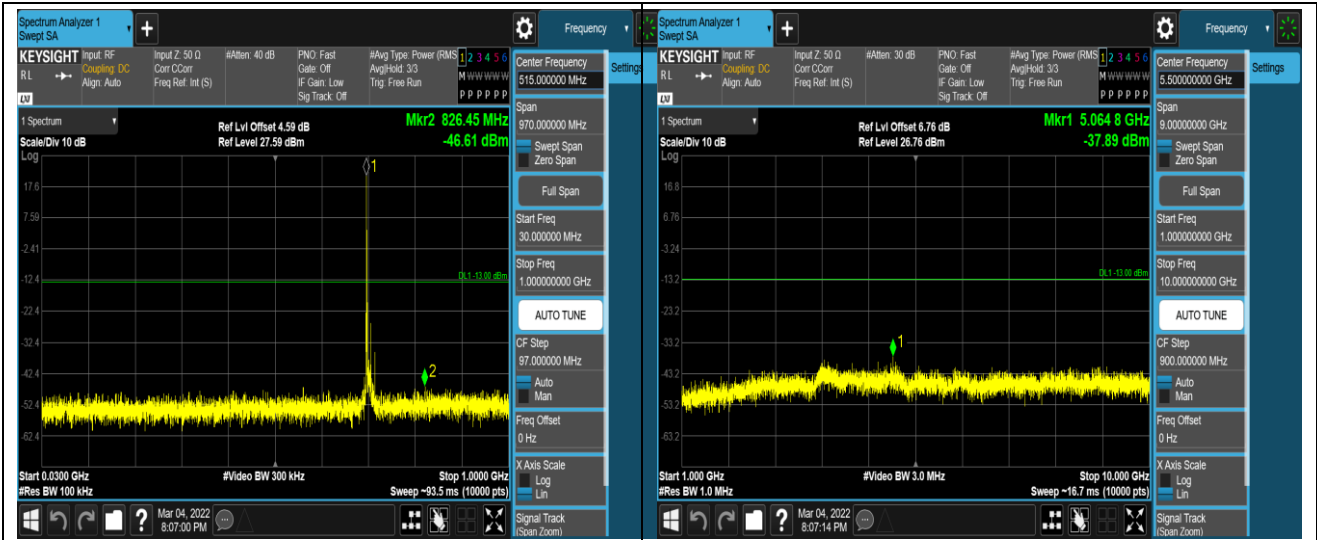 Spectrum Analyzer 1
Swept SA
+
Frequency
KEYSIGHT
RL
LXI
Input: RF
Coupling: DC
Align: Auto
Input Z: 50 Ω
Corr CCorr
Freq Ref: Int (S)
#Atten: 40 dB
PNO: Fast
Gate: Off
IF Gain: Low
Sig Track: Off
#Avg Type: Power (RMS
Avg|Hold: 3/3
Trig: Free Run
1 2 3 4 5 6
M W W W W W
P P P P P P
Center Frequency
515.000000 MHz
Settings
1 Spectrum
Scale/Div 10 dB
Log
Ref Lvl Offset 4.59 dB
Ref Level 27.59 dBm
Mkr2 826.45 MHz
-46.61 dBm
Span
970.000000 MHz
Swept Span
Zero Span
Full Span
Start Freq
30.000000 MHz
Stop Freq
1.000000000 GHz
AUTO TUNE
CF Step
97.000000 MHz
Auto
Man
Freq Offset
0 Hz
X Axis Scale
Log
Lin
Signal Track
(Span Zoom)
1
17.6
7.59
-2.41
DL1 -13.00 dBm
-12.4
-22.4
-32.4
-42.4
2
-52.4
-62.4
Start 0.0300 GHz
#Res BW 100 kHz
#Video BW 300 kHz
Stop 1.0000 GHz
Sweep ~93.5 ms (10000 pts)
?
Mar 04, 2022
8:07:00 PM
Spectrum Analyzer 1
Swept SA
+
Frequency
KEYSIGHT
RL
LXI
Input: RF
Coupling: DC
Align: Auto
Input Z: 50 Ω
Corr CCorr
Freq Ref: Int (S)
#Atten: 30 dB
PNO: Fast
Gate: Off
IF Gain: Low
Sig Track: Off
#Avg Type: Power (RMS
Avg|Hold: 3/3
Trig: Free Run
1 2 3 4 5 6
M W W W W W
P P P P P P
Center Frequency
5.500000000 GHz
Settings
1 Spectrum
Scale/Div 10 dB
Log
Ref Lvl Offset 6.76 dB
Ref Level 26.76 dBm
Mkr1 5.064 8 GHz
-37.89 dBm
Span
9.00000000 GHz
Swept Span
Zero Span
Full Span
Start Freq
1.000000000 GHz
Stop Freq
10.000000000 GHz
AUTO TUNE
CF Step
900.000000 MHz
Auto
Man
Freq Offset
0 Hz
X Axis Scale
Log
Lin
Signal Track
(Span Zoom)
16.8
6.76
-3.24
DL1 -13.00 dBm
-13.2
-23.2
-33.2
1
-43.2
-53.2
-63.2
Start 1.000 GHz
#Res BW 1.0 MHz
#Video BW 3.0 MHz
Stop 10.000 GHz
Sweep ~16.7 ms (10000 pts)
?
Mar 04, 2022
8:07:14 PM